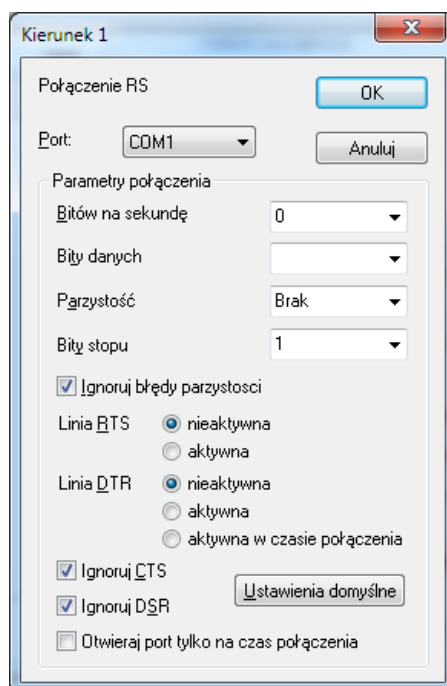 Kierunek 1
Połączenie RS
OK
Port:
COM1
Anuluj
Parametry połączenia
Bitów na sekundę
0
Bity danych
Parzystość
Brak
Bity stopu
1
Ignoruj błędy parzystosci
Linia RTS
nieaktywna
aktywna
Linia DTR
nieaktywna
aktywna
aktywna w czasie połączenia
Ignoruj CTS
Ustawienia domyślne
Ignoruj DSR
Otwieraj port tylko na czas połączenia